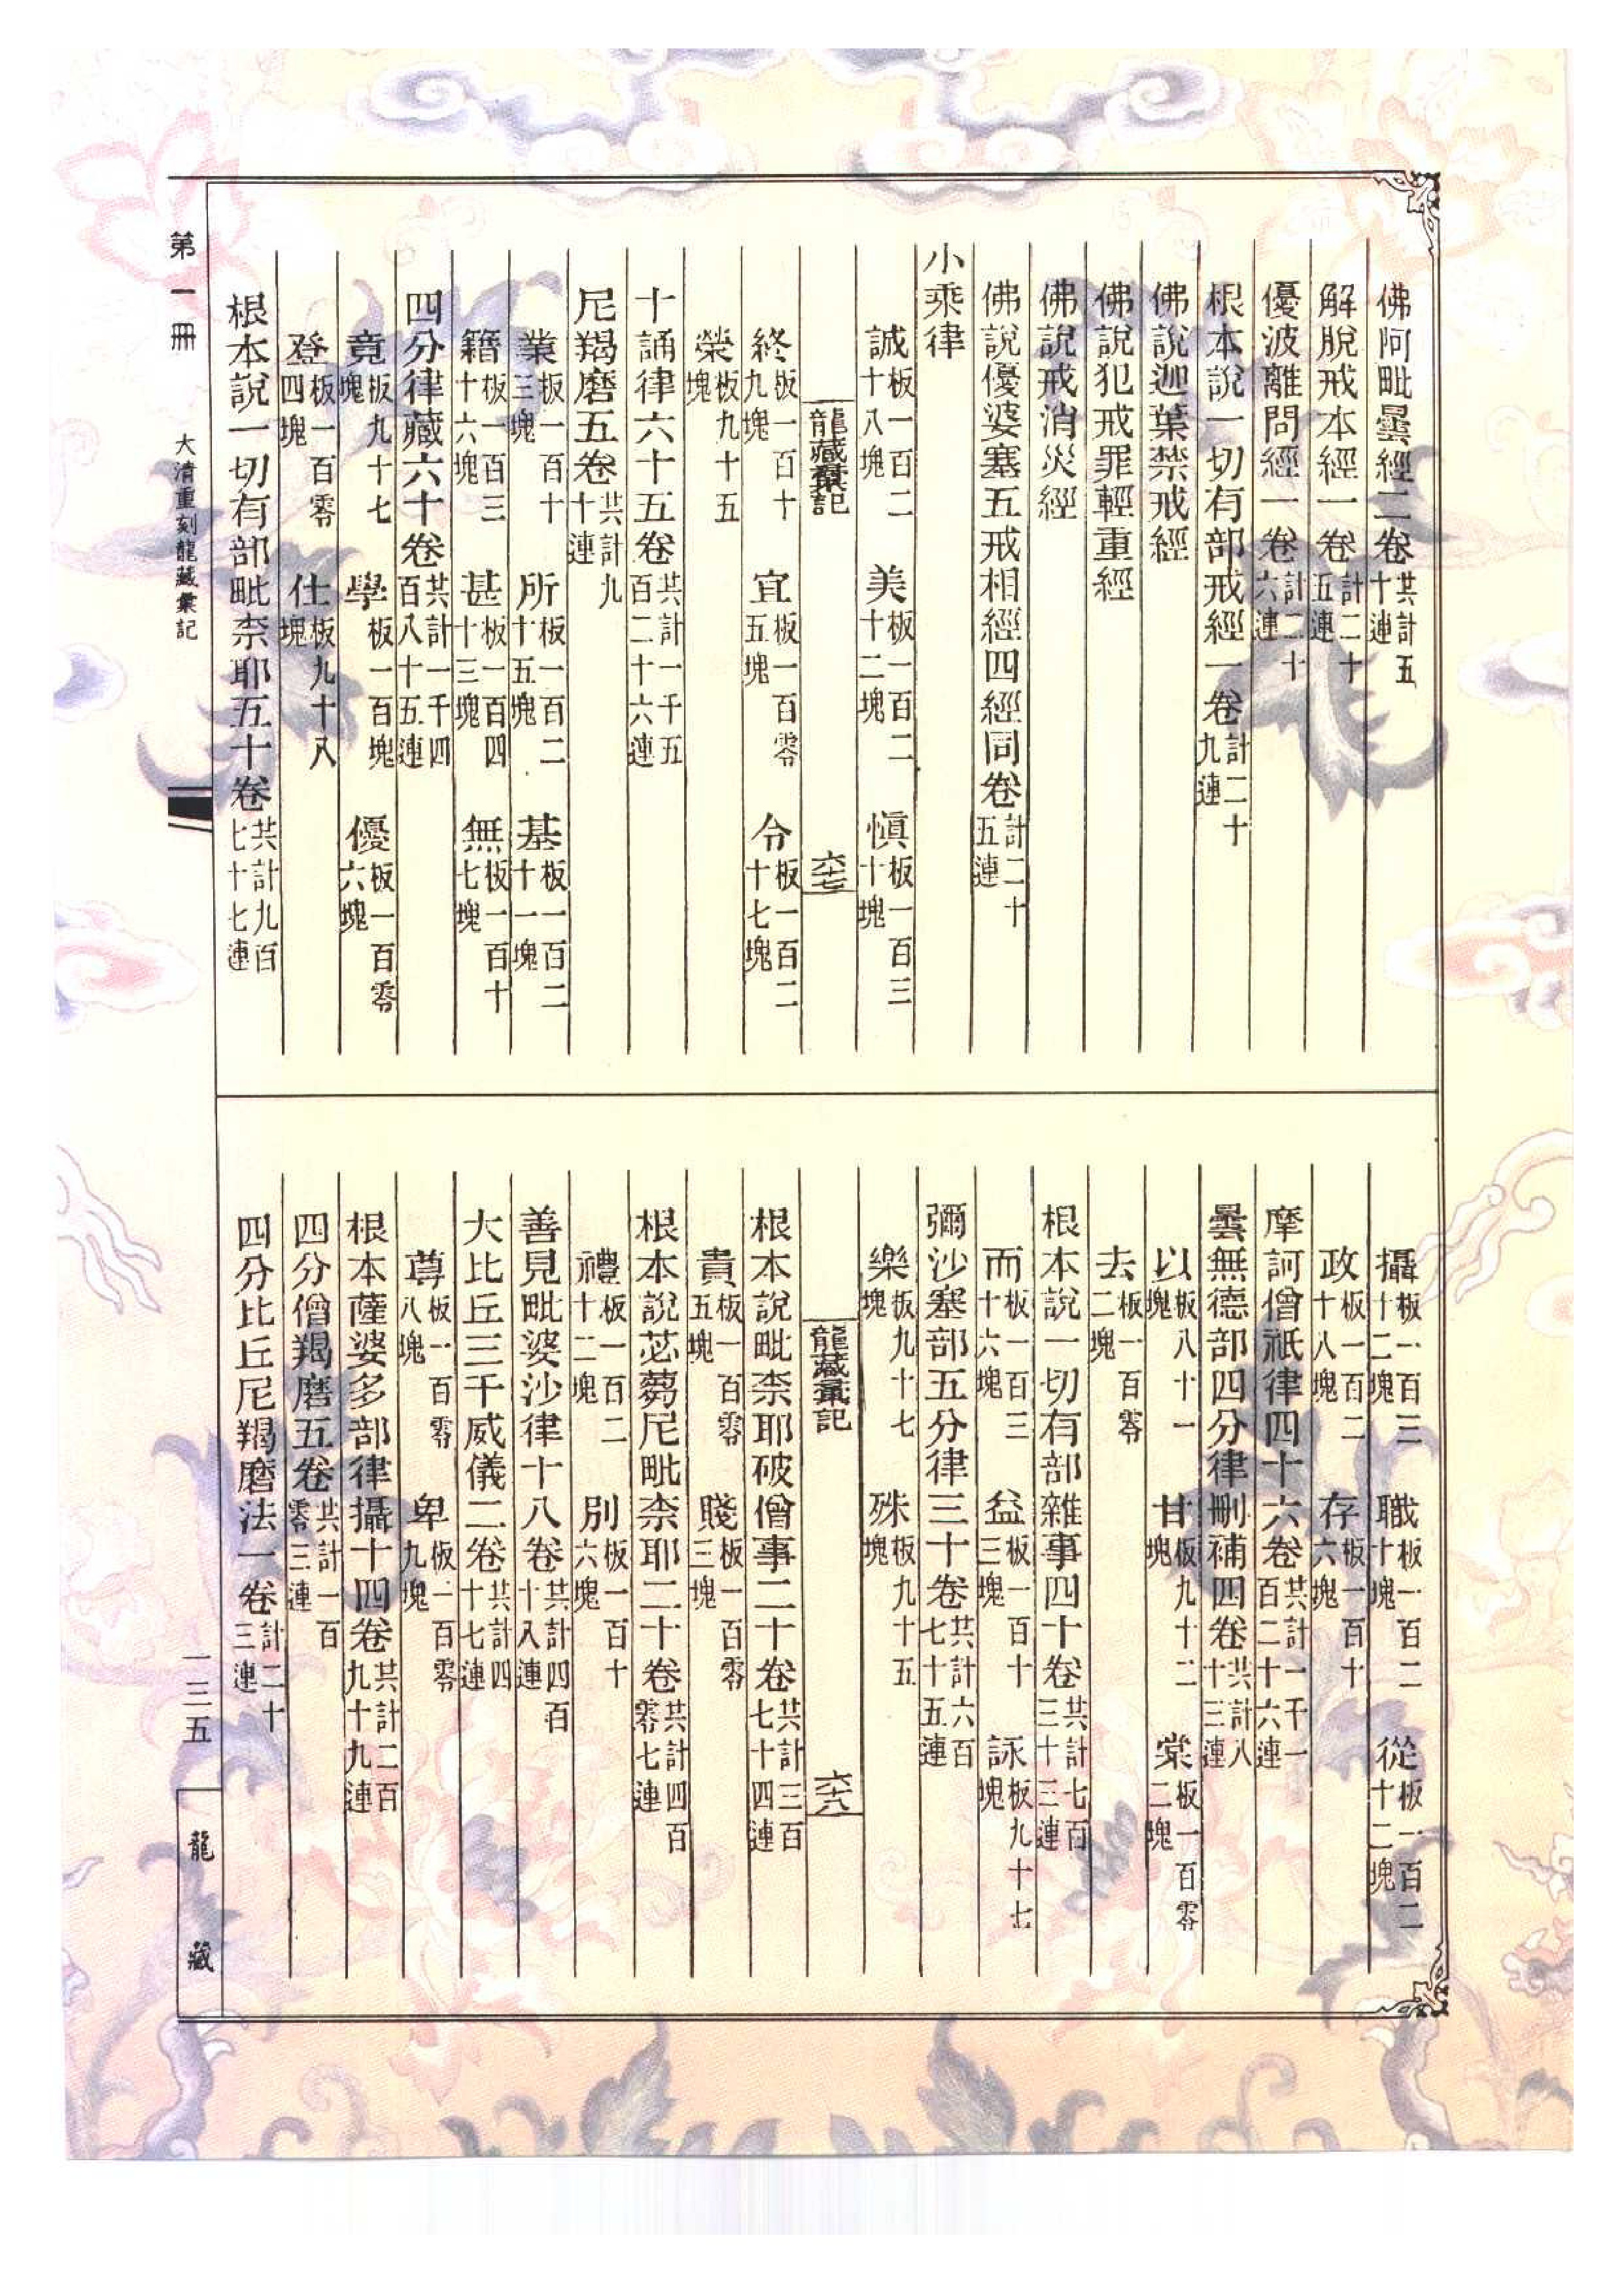 佛阿毗曇經二卷共計五十連
解脫戒本經一卷計二十五連
優波離問經一卷計二十六連
根本說一切有部戒經一卷計二十九連
佛說迦葉禁戒經
佛說犯戒罪輕重經
佛說戒消災經
佛說優婆塞五戒相經四經同卷計二十五連
小乘律
誠板一百二十八塊 美板一百二十二塊 愼板一百三十塊
龍藏彙記 六十七
終板一百十九塊 宜板一百零五塊 令板一百二十七塊
榮板九十五塊
十誦律六十五卷共計一千五百二十六連
尼羯磨五卷共計九十連
業板一百十三塊 所板一百二十五塊 基板一百二十一塊
籍板一百三十六塊 甚板一百四十三塊 無板一百十七塊
四分律藏六十卷共計一千四百八十五連
竟板九十七塊 學板一百塊 優板一百零六塊
登板一百零四塊 仕板九十八塊
根本說一切有部毗柰耶五十卷共計九百七十七連
攝板一百三十二塊 職板一百二十塊 從板一百二十二塊
政板一百二十八塊 存板一百十六塊
摩訶僧祇律四十六卷共計一千一百二十六連
曇無德部四分律刪補四卷共計八十三連
以板八十一塊 甘板九十二塊 棠板一百零二塊
去板一百零二塊
根本說一切有部雜事四十卷共計七百三十三連
而板一百三十六塊 益板一百十三塊 詠板九十七塊
彌沙塞部五分律三十卷共計六百七十五連
樂板九十七塊 殊板九十五塊
龍藏彙記 六十八
根本說毗柰耶破僧事二十卷共計三百七十四連
貴板一百零五塊 賤板一百零三塊
根本說苾蒭尼毗柰耶二十卷共計四百零七連
禮板一百二十二塊 別板一百十六塊
善見毗婆沙律十八卷共計四百十八連
大比丘三千威儀二卷共計四十七連
尊板一百零八塊 卑板一百零九塊
根本薩婆多部律攝十四卷共計二百九十九連
四分僧羯磨五卷共計一百零三連
四分比丘尼羯磨法一卷計二十三連
第一冊 大清重刻龍藏彙記 一三五 龍藏